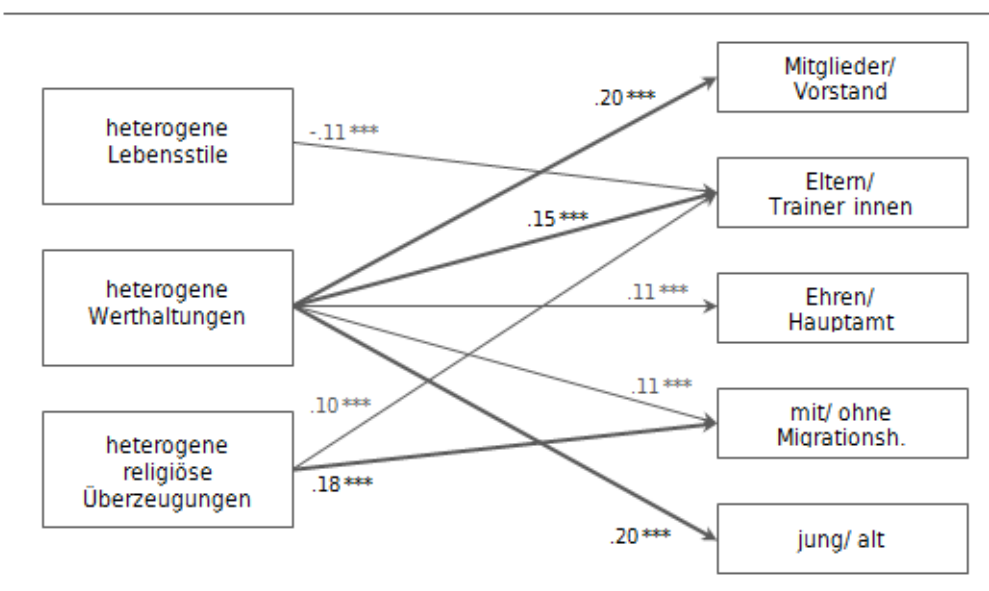 heterogene
Lebensstile
heterogene
Werthaltungen
heterogene
religiöse
Überzeugungen
-.11 ***
.20 ***
.15 ***
.11 ***
.11 ***
.10 ***
.18 ***
.20 ***
Mitglieder/
Vorstand
Eltern/
Trainer innen
Ehren/
Hauptamt
mit/ ohne
Migrationsh.
jung/ alt